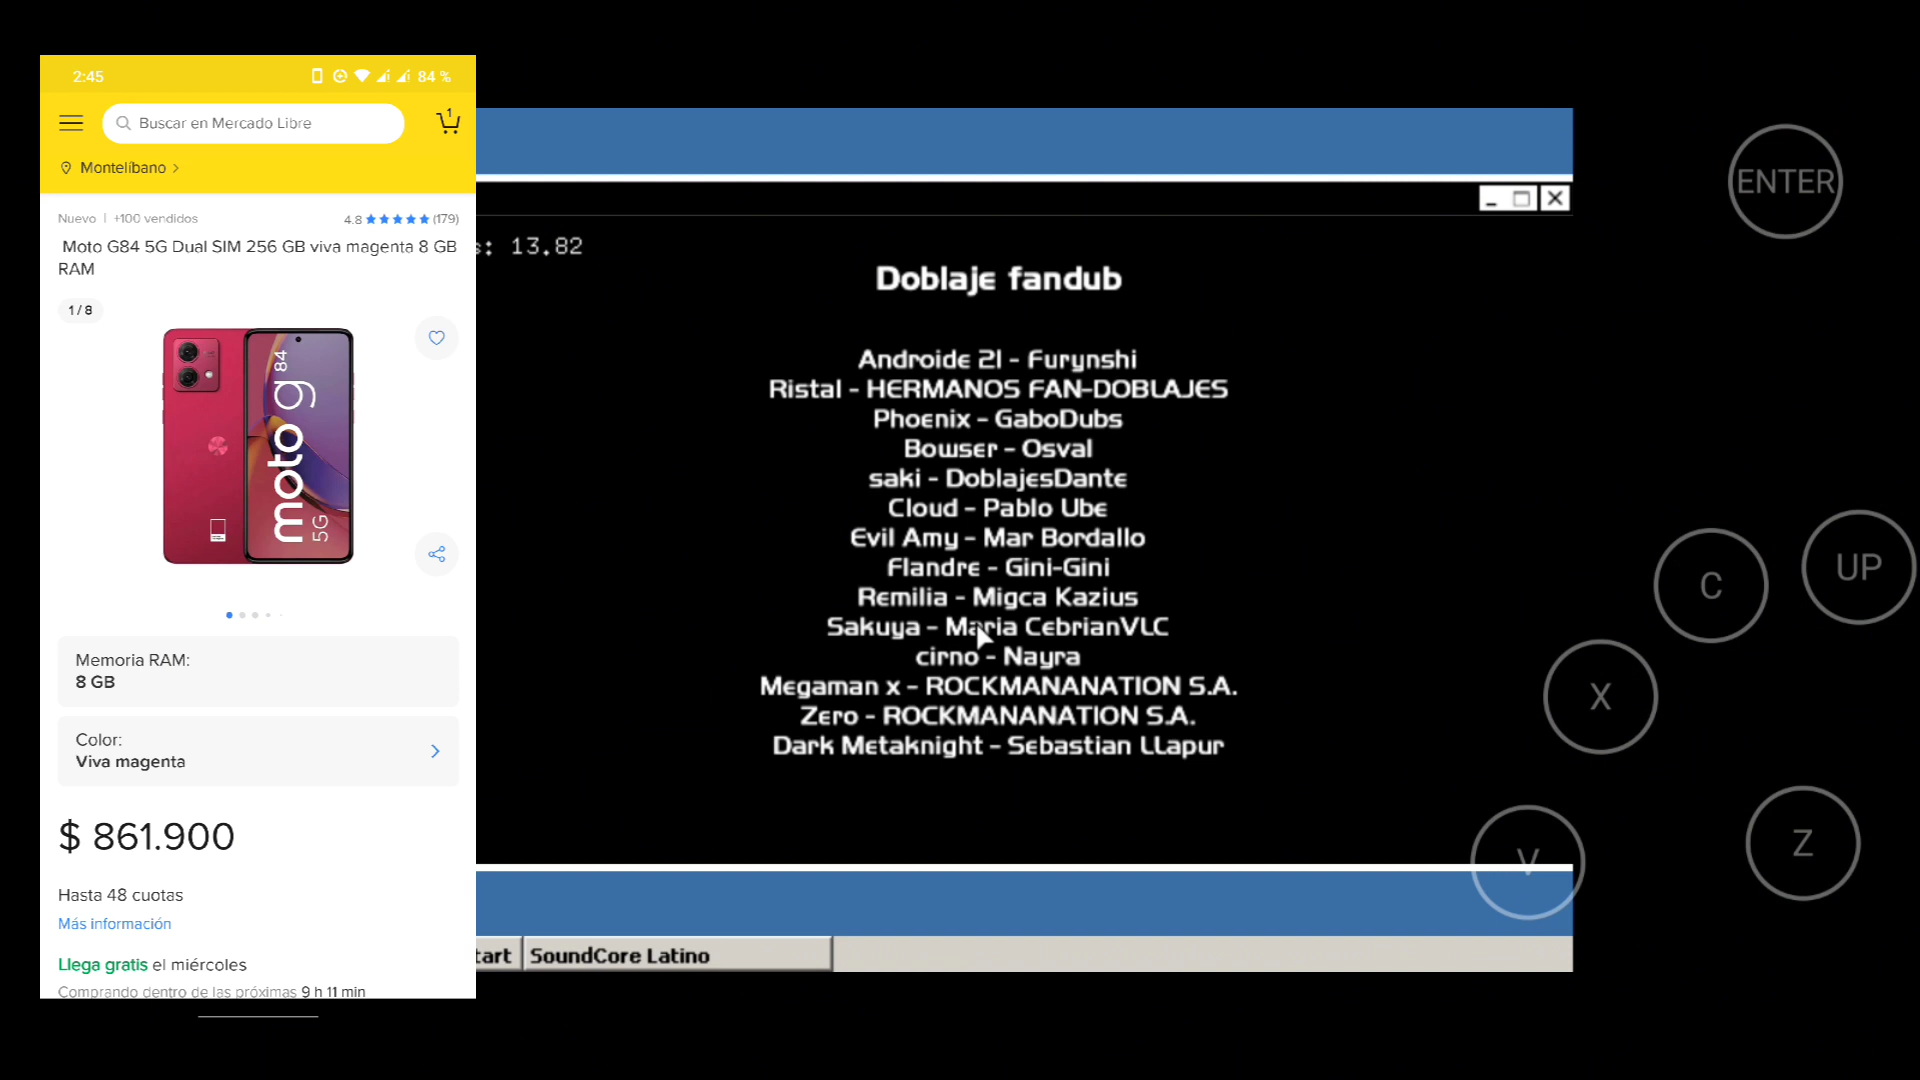 2:45
84 %
Buscar en Mercado Libre
1
Montelíbano
Nuevo | +100 vendidos
4.8 (179)
Moto G84 5G Dual SIM 256 GB viva magenta 8 GB
RAM
1 / 8
moto g 84
5G
Memoria RAM:
8 GB
Color:
Viva magenta
$ 861.900
Hasta 48 cuotas
Más información
Llega gratis el miércoles
Comprando dentro de las próximas 9 h 11 min
: 13.82
Doblaje fandub
Androide 21 - Furynshi
Ristal - HERMANOS FAN-DOBLAJES
Phoenix - GaboDubs
Bowser - Osval
saki - DoblajesDante
Cloud - Pablo Ube
Evil Amy - Mar Bordallo
Flandre - Gini-Gini
Remilia - Migca Kazius
Sakuya - Maria CebrianVLC
cirno - Nayra
Megaman x - ROCKMANANATION S.A.
Zero - ROCKMANANATION S.A.
Dark Metaknight - Sebastian LLapur
tart
SoundCore Latino
ENTER
UP
C
X
V
Z